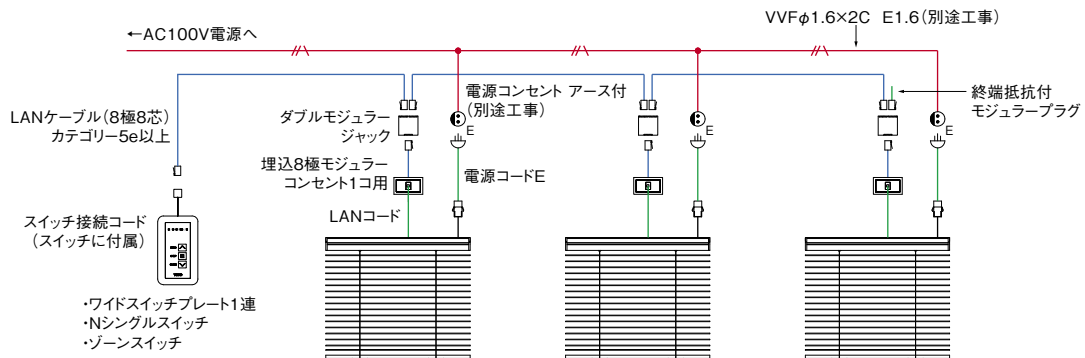 VVFφ1.6×2C E1.6(別途工事)
←AC100V電源へ
LANケーブル(8極8芯)
カテゴリー5e以上
ダブルモジュラー
ジャック
電源コンセント アース付
(別途工事)
E
E
E
終端抵抗付
モジュラープラグ
埋込8極モジュラー
コンセント1コ用
電源コードE
LANコード
スイッチ接続コード
(スイッチに付属)
・ワイドスイッチプレート1連
・Nシングルスイッチ
・ゾーンスイッチ